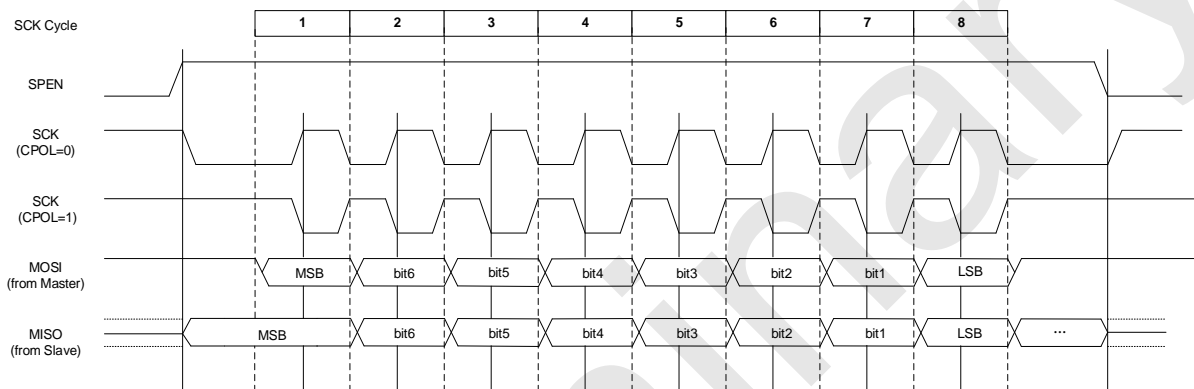 SCK Cycle 1 2 3 4 5 6 7 8
SPEN
SCK
(CPOL=0)
SCK
(CPOL=1)
MOSI
(from Master)
MSB bit6 bit5 bit4 bit3 bit2 bit1 LSB
MISO
(from Slave)
MSB bit6 bit5 bit4 bit3 bit2 bit1 LSB ...